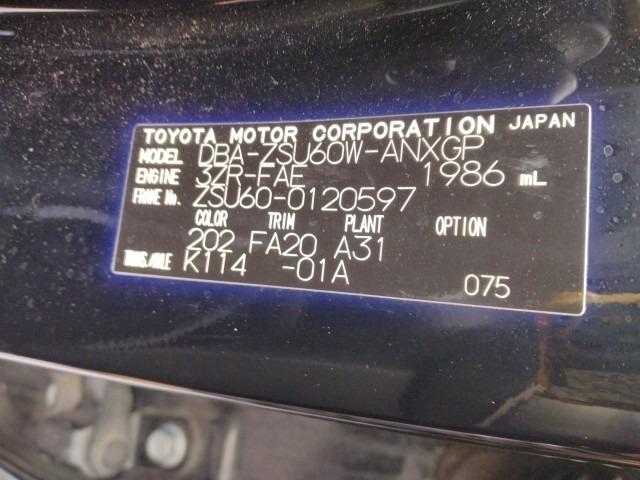 TOYOTA MOTOR CORPORATION JAPAN
MODEL DBA-ZSU60W-ANXGP
ENGINE 3ZR-FAE 1986 mL
FRAME No. ZSU60-0120597
COLOR TRIM PLANT OPTION
202 FA20 A31
TRANS./AXLE K114 -01A
075